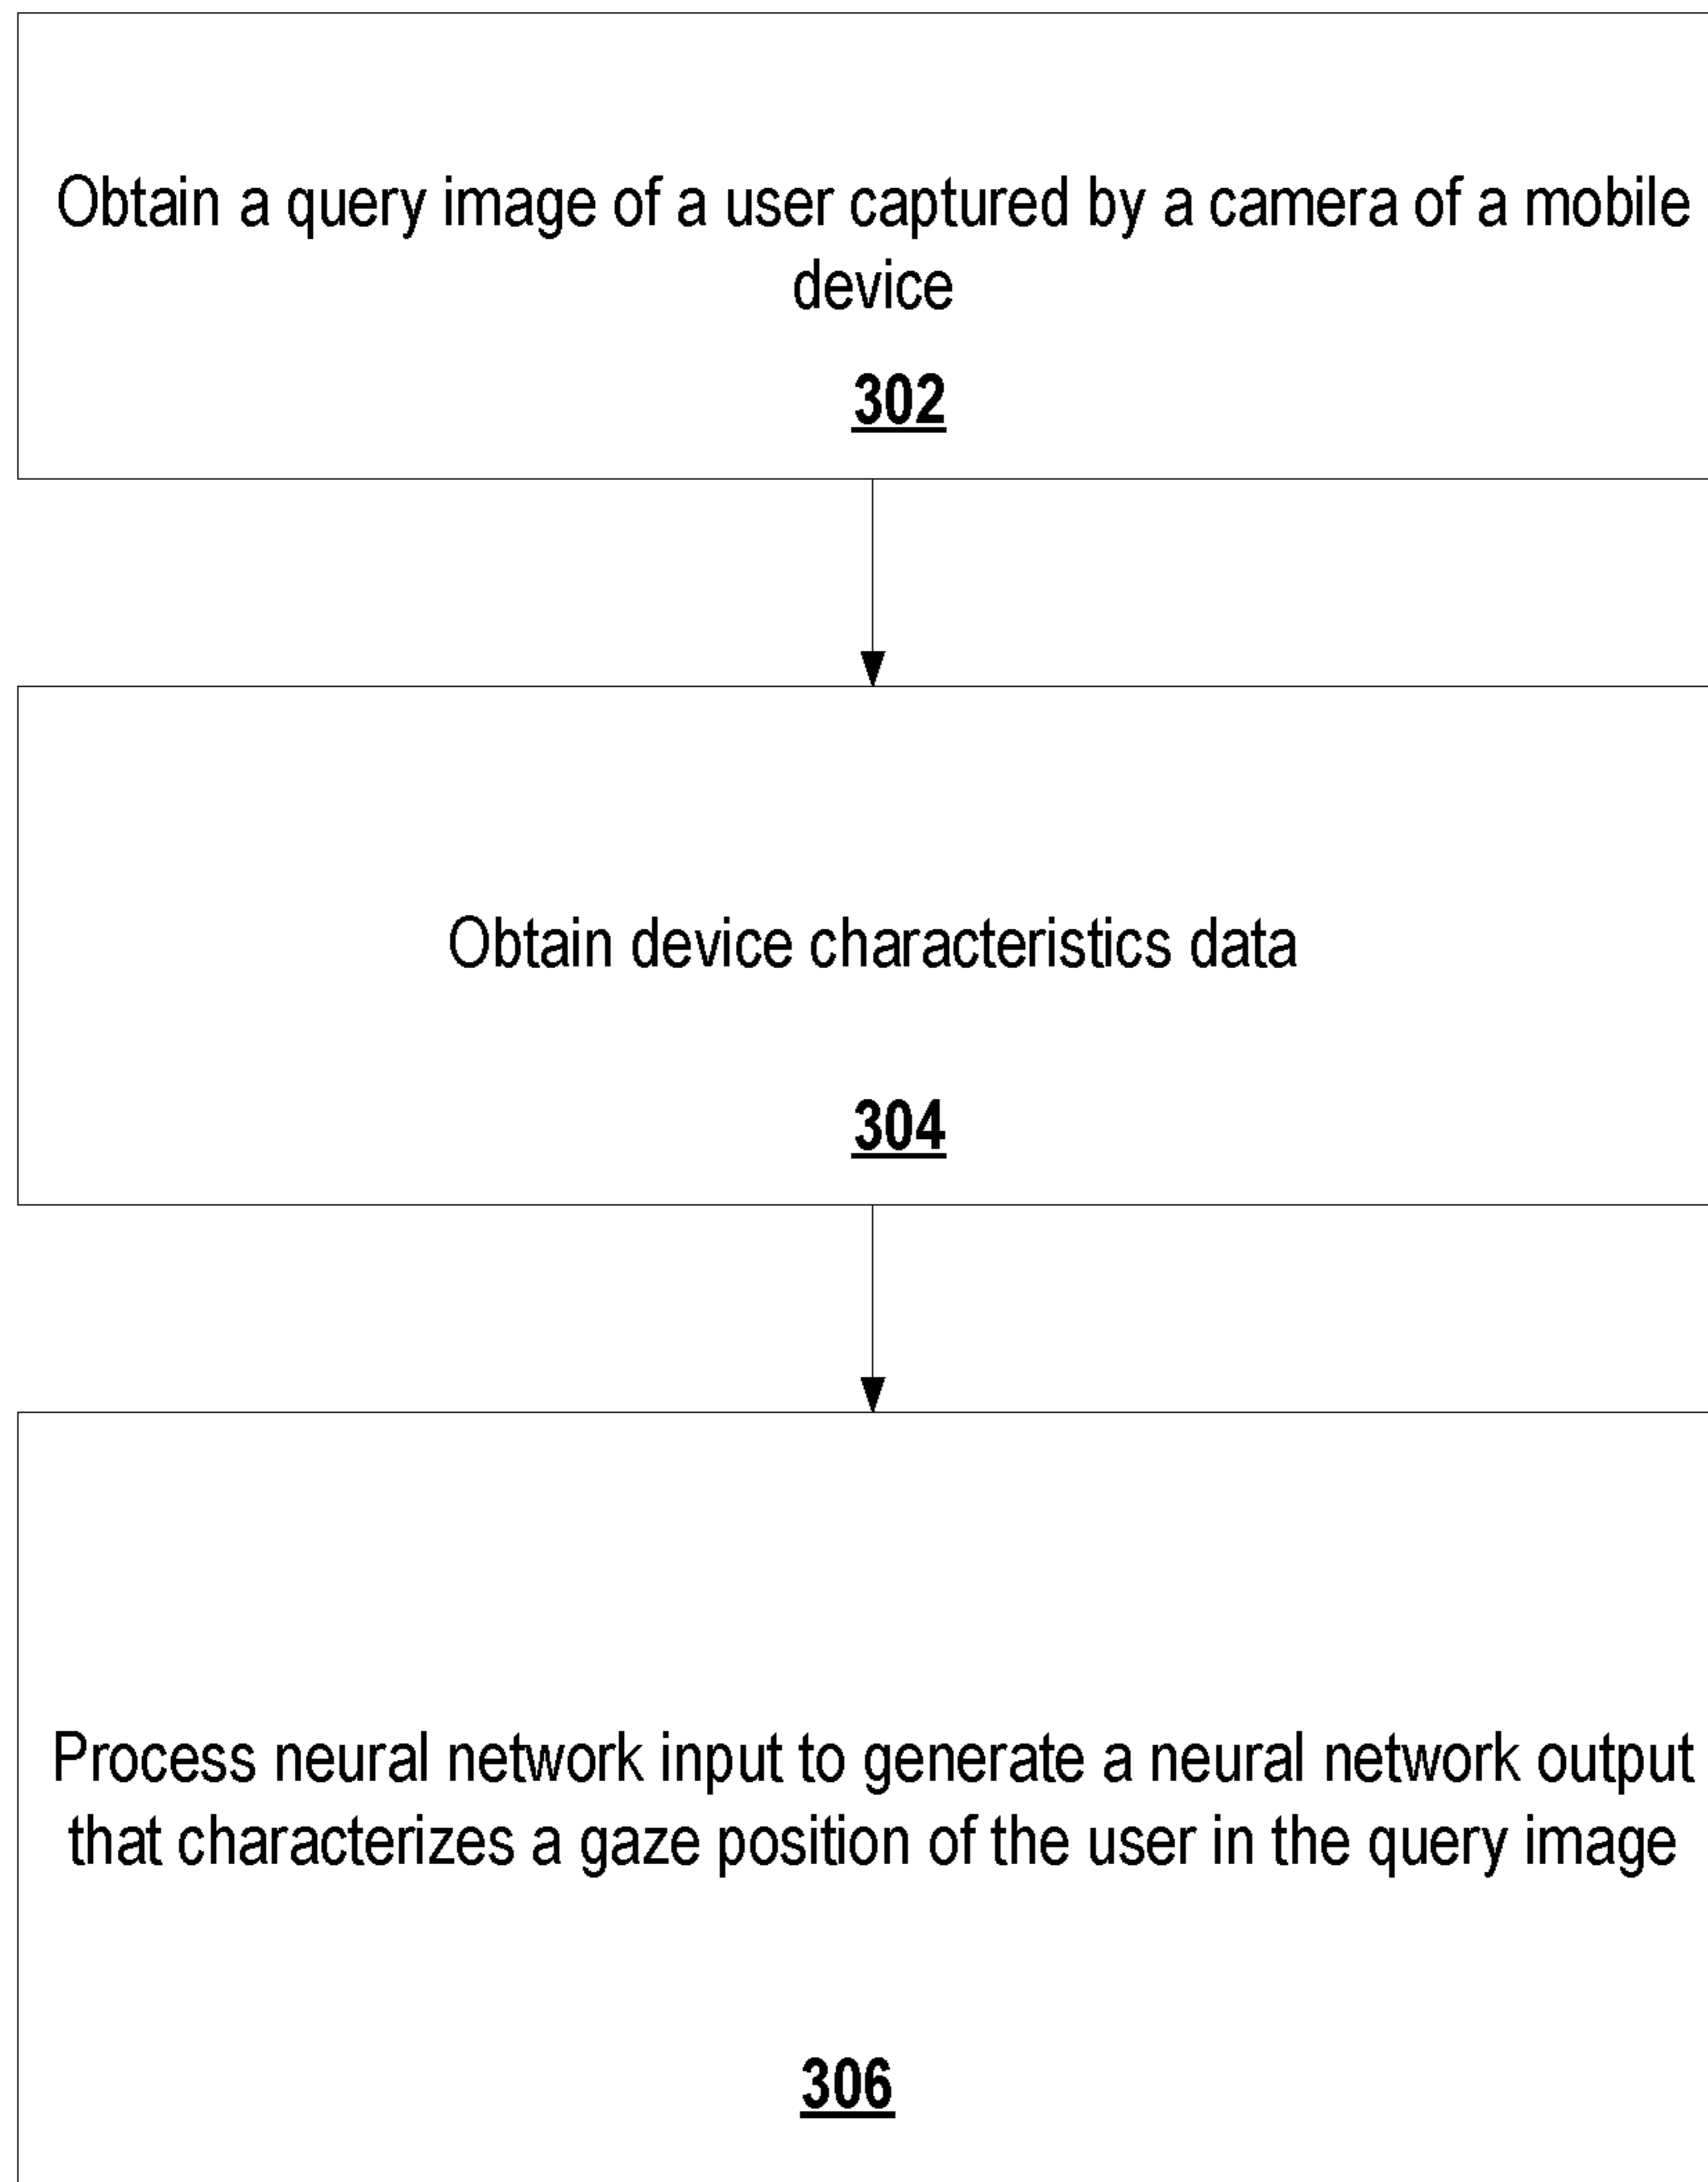 Obtain a query image of a user captured by a camera of a mobile
device
302
Obtain device characteristics data
304
Process neural network input to generate a neural network output
that characterizes a gaze position of the user in the query image
306